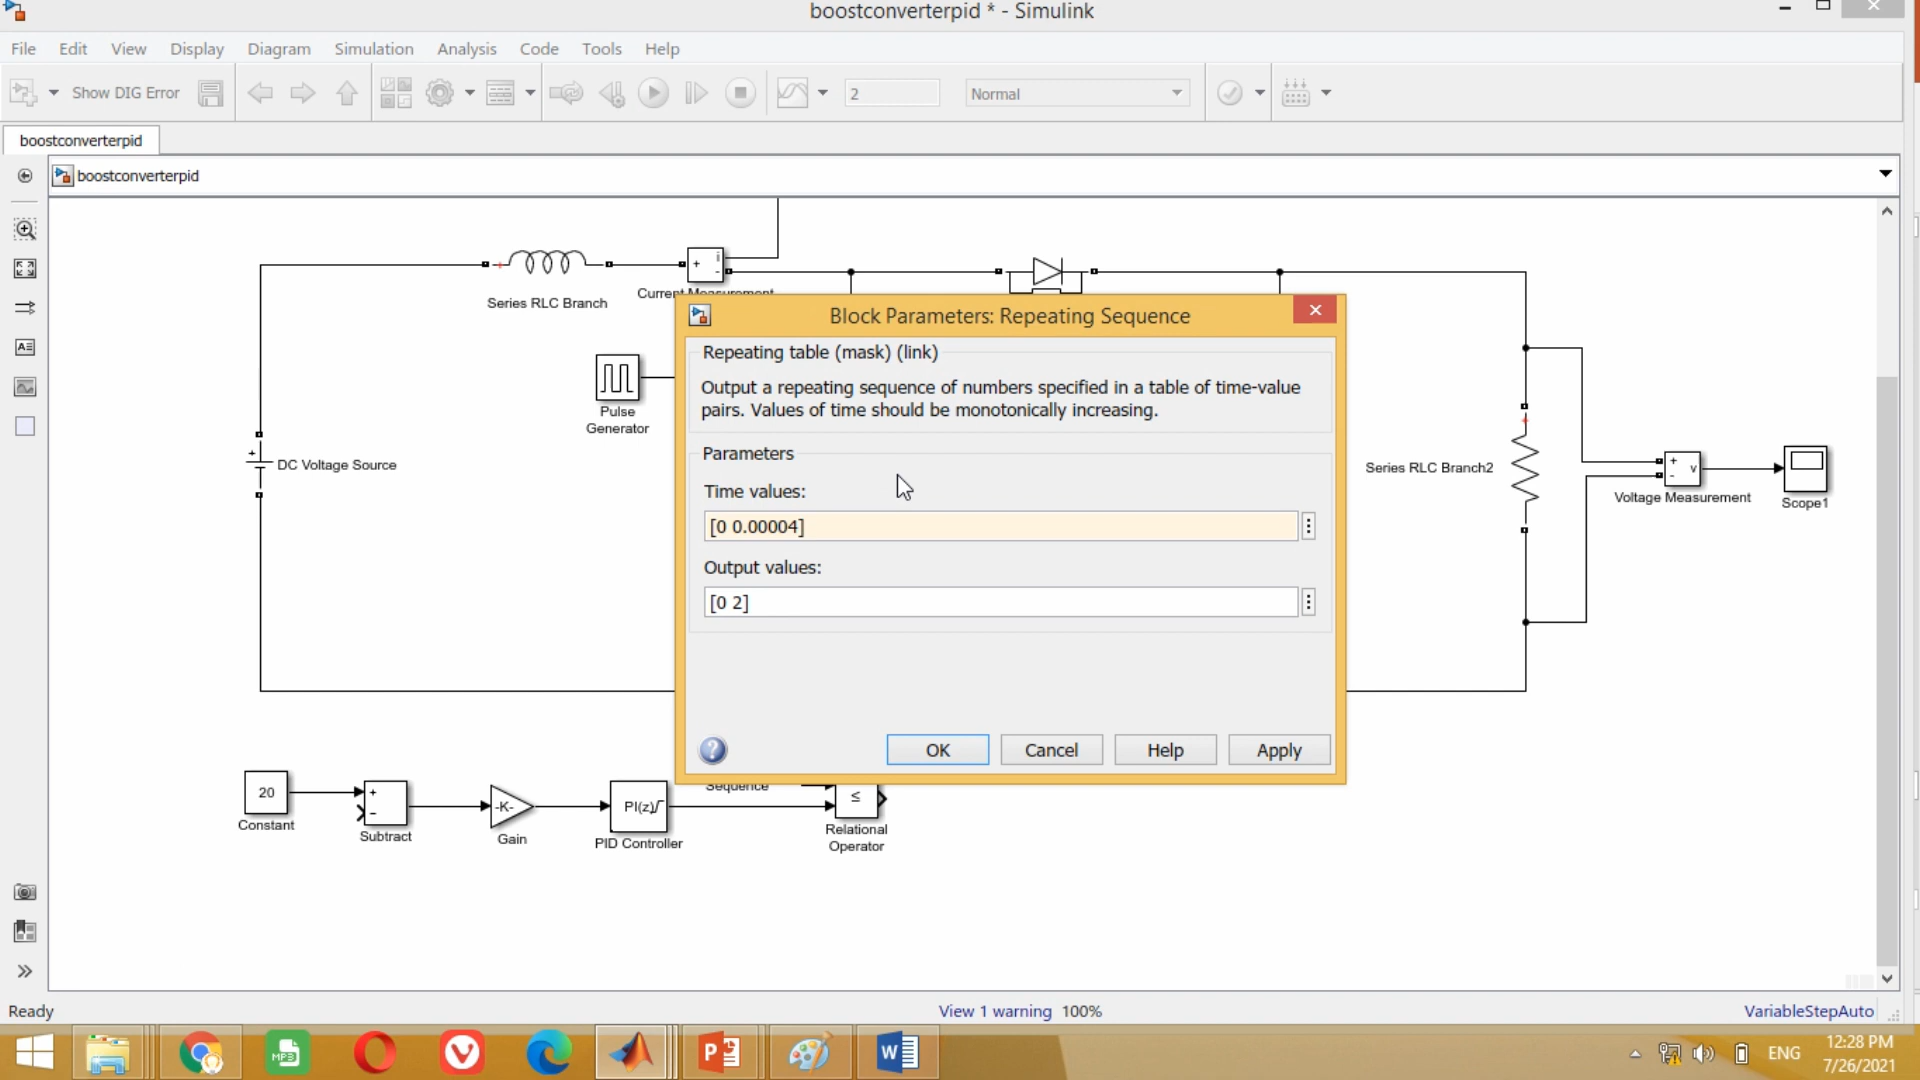 boostconverterpid * - Simulink
File Edit View Display Diagram Simulation Analysis Code Tools Help
Show DIG Error
2
Normal
boostconverterpid
boostconverterpid
Series RLC Branch
Current Measurement
Pulse
Generator
DC Voltage Source
Block Parameters: Repeating Sequence
Repeating table (mask) (link)
Output a repeating sequence of numbers specified in a table of time-value
pairs. Values of time should be monotonically increasing.
Parameters
Time values:
[0 0.00004]
Output values:
[0 2]
OK
Cancel
Help
Apply
Series RLC Branch2
+
-
v
Voltage Measurement
Scope1
20
Constant
+
-
Subtract
-K-
Gain
PI(z)
PID Controller
Sequence
≤
Relational
Operator
Ready
View 1 warning 100%
VariableStepAuto
MP3
ENG
12:28 PM
7/26/2021